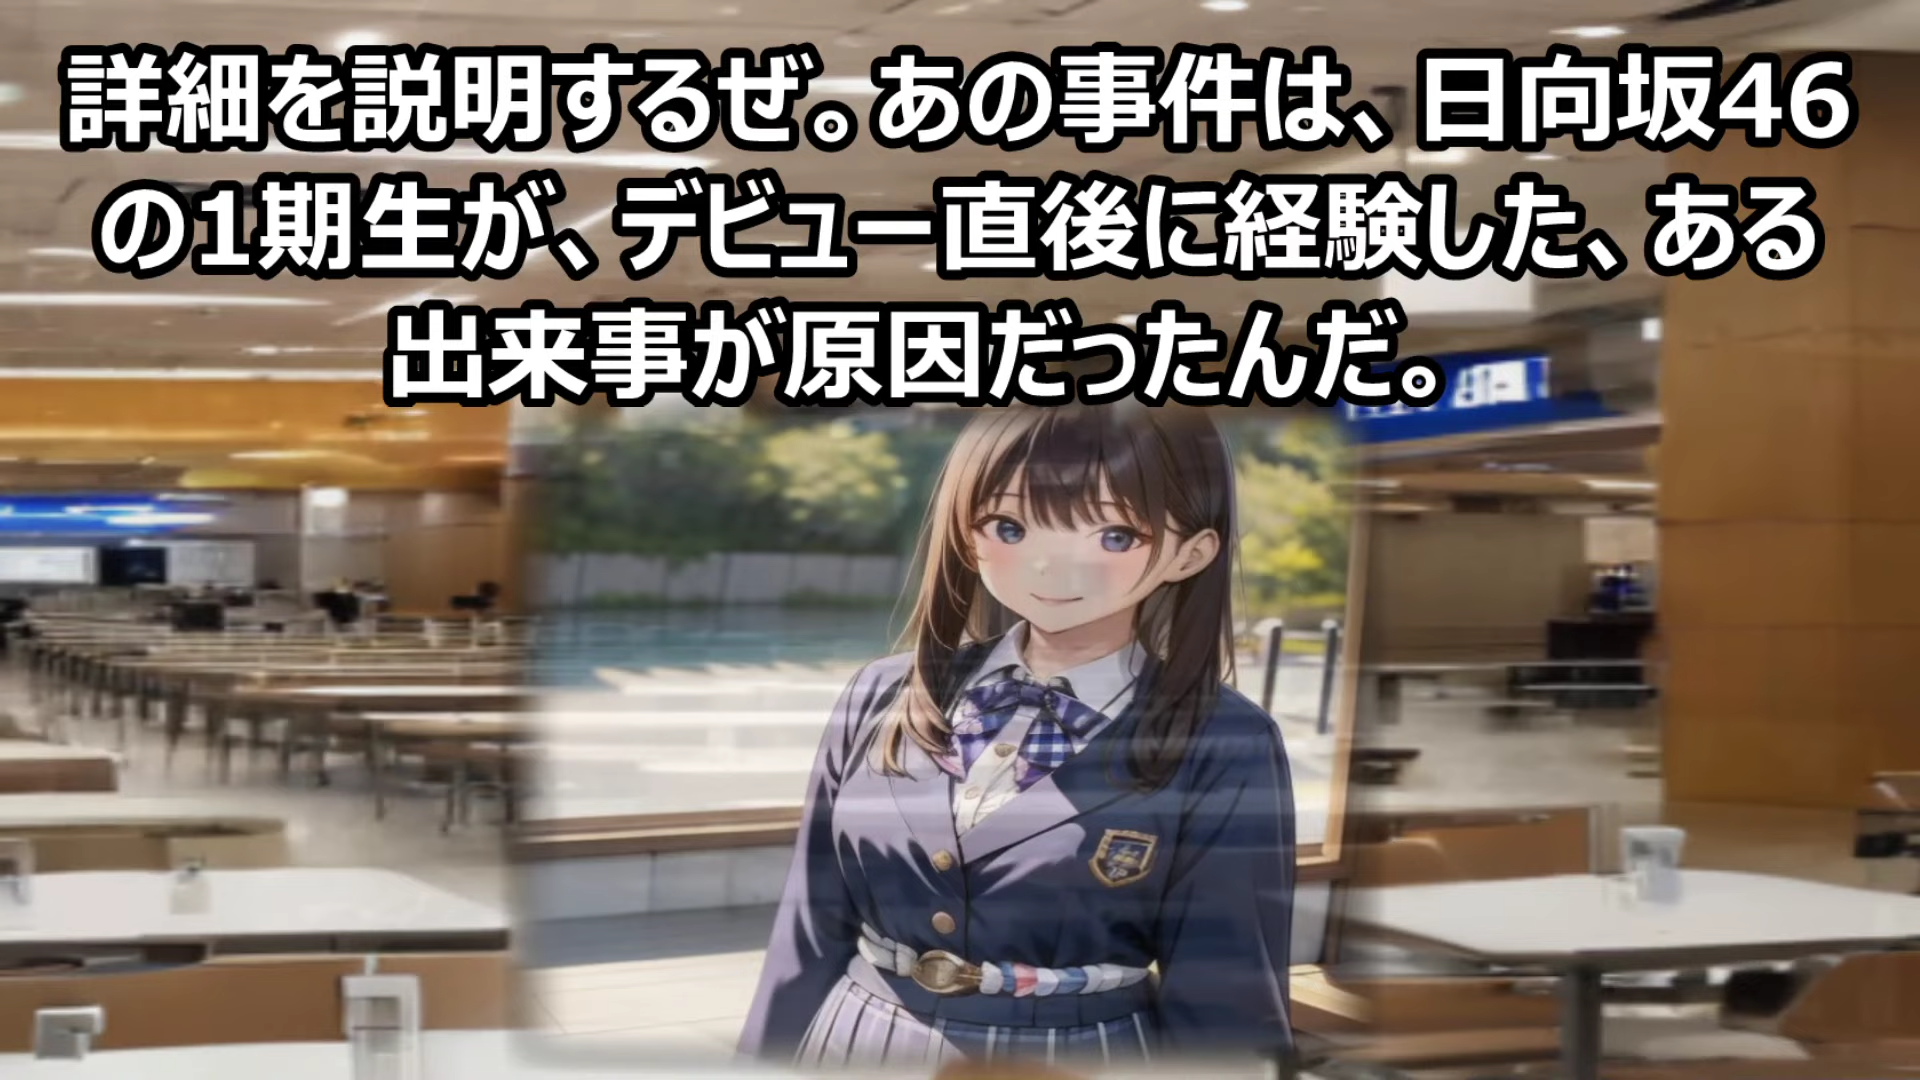 詳細を説明するぜ。あの事件は、日向坂46
の1期生が、デビュー直後に経験した、ある
出来事が原因だったんだ。